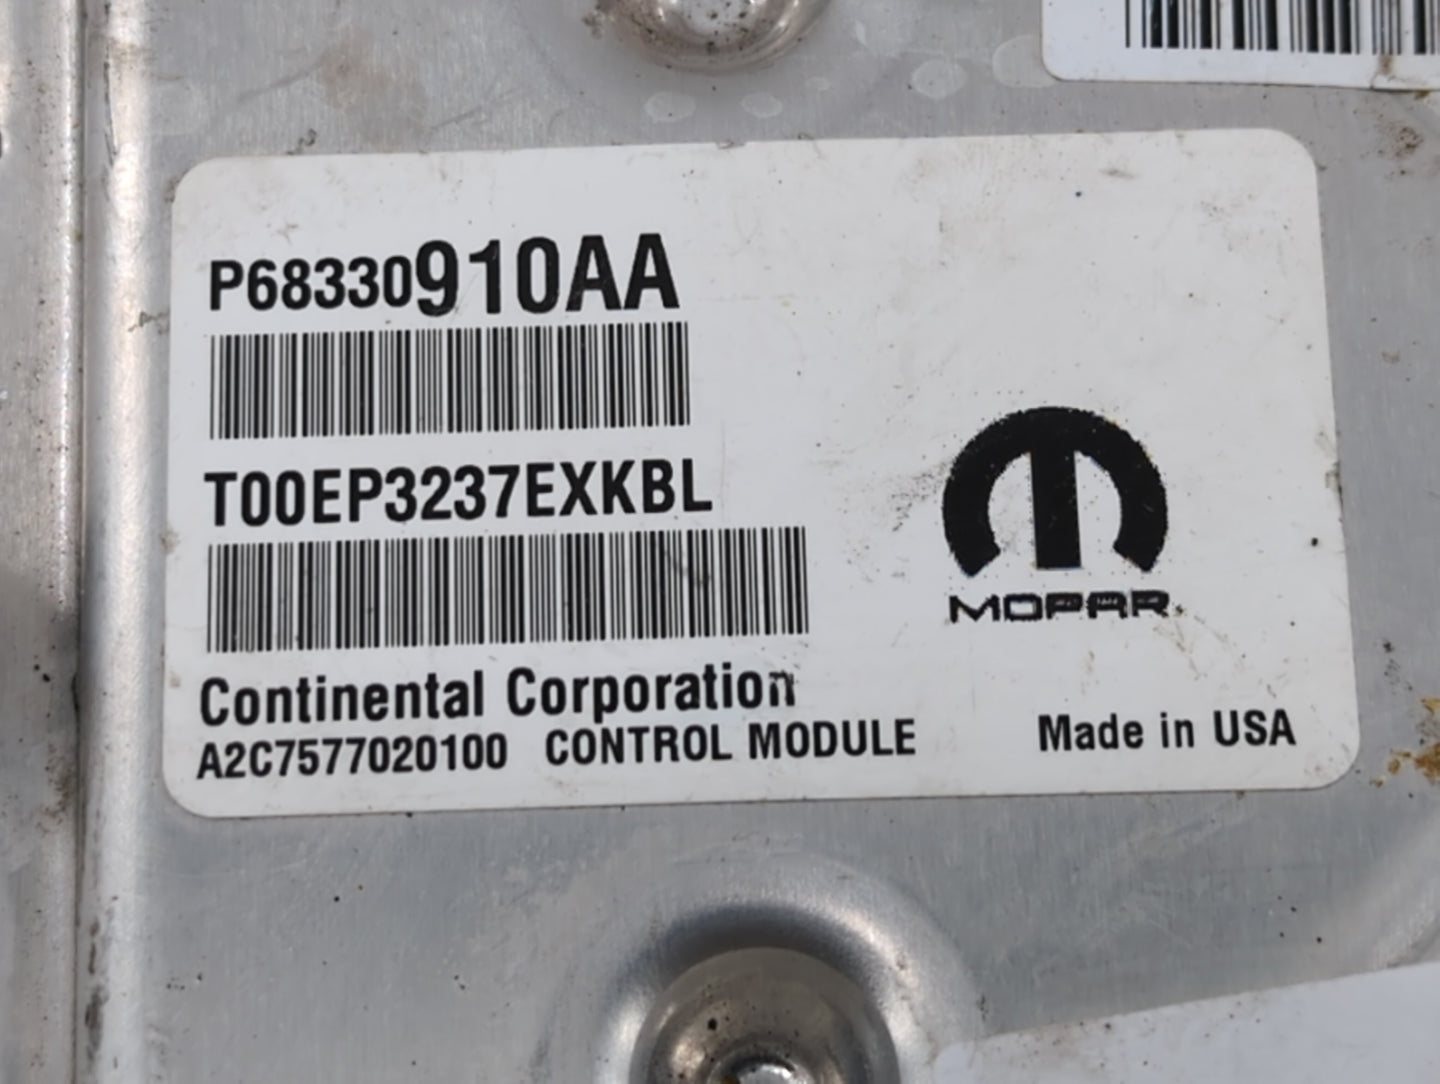 P68330910AA
T00EP3237EXKBL
MOPAR
Continental Corporation
A2C7577020100 CONTROL MODULE Made in USA